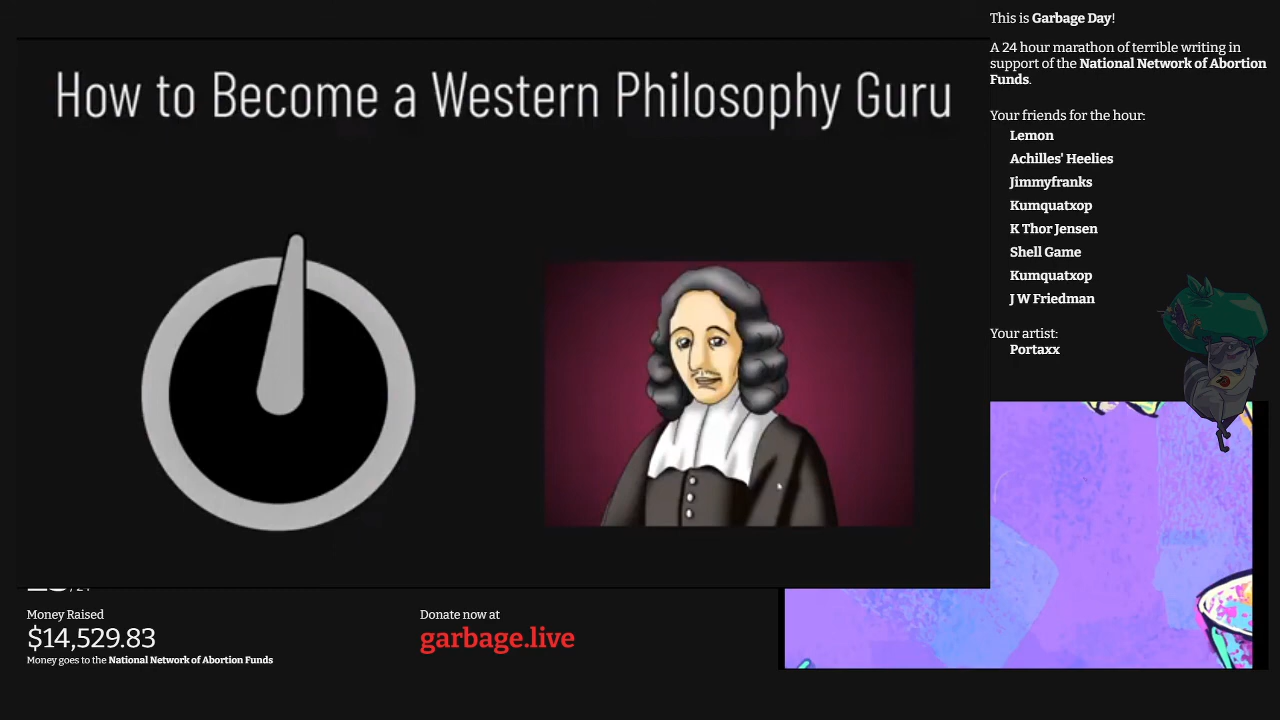 How to Become a Western Philosophy Guru
This is Garbage Day!
A 24 hour marathon of terrible writing in
support of the National Network of Abortion
Funds.
Your friends for the hour:
Lemon
Achilles' Heelies
Jimmyfranks
Kumquatxop
K Thor Jensen
Shell Game
Kumquatxop
J W Friedman
Your artist:
Portaxx
Money Raised
$14,529.83
Money goes to the National Network of Abortion Funds
Donate now at
garbage.live